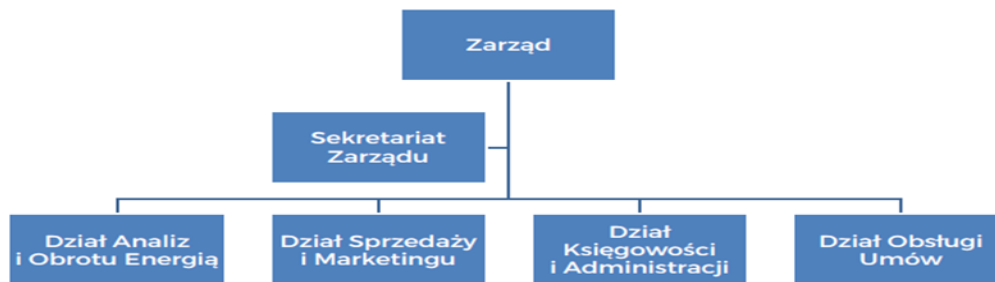 Zarząd
Sekretariat
Zarządu
Dział Analiz
i Obrotu Energią
Dział Sprzedaży
i Marketingu
Dział
Księgowości
i Administracji
Dział Obsługi
Umów